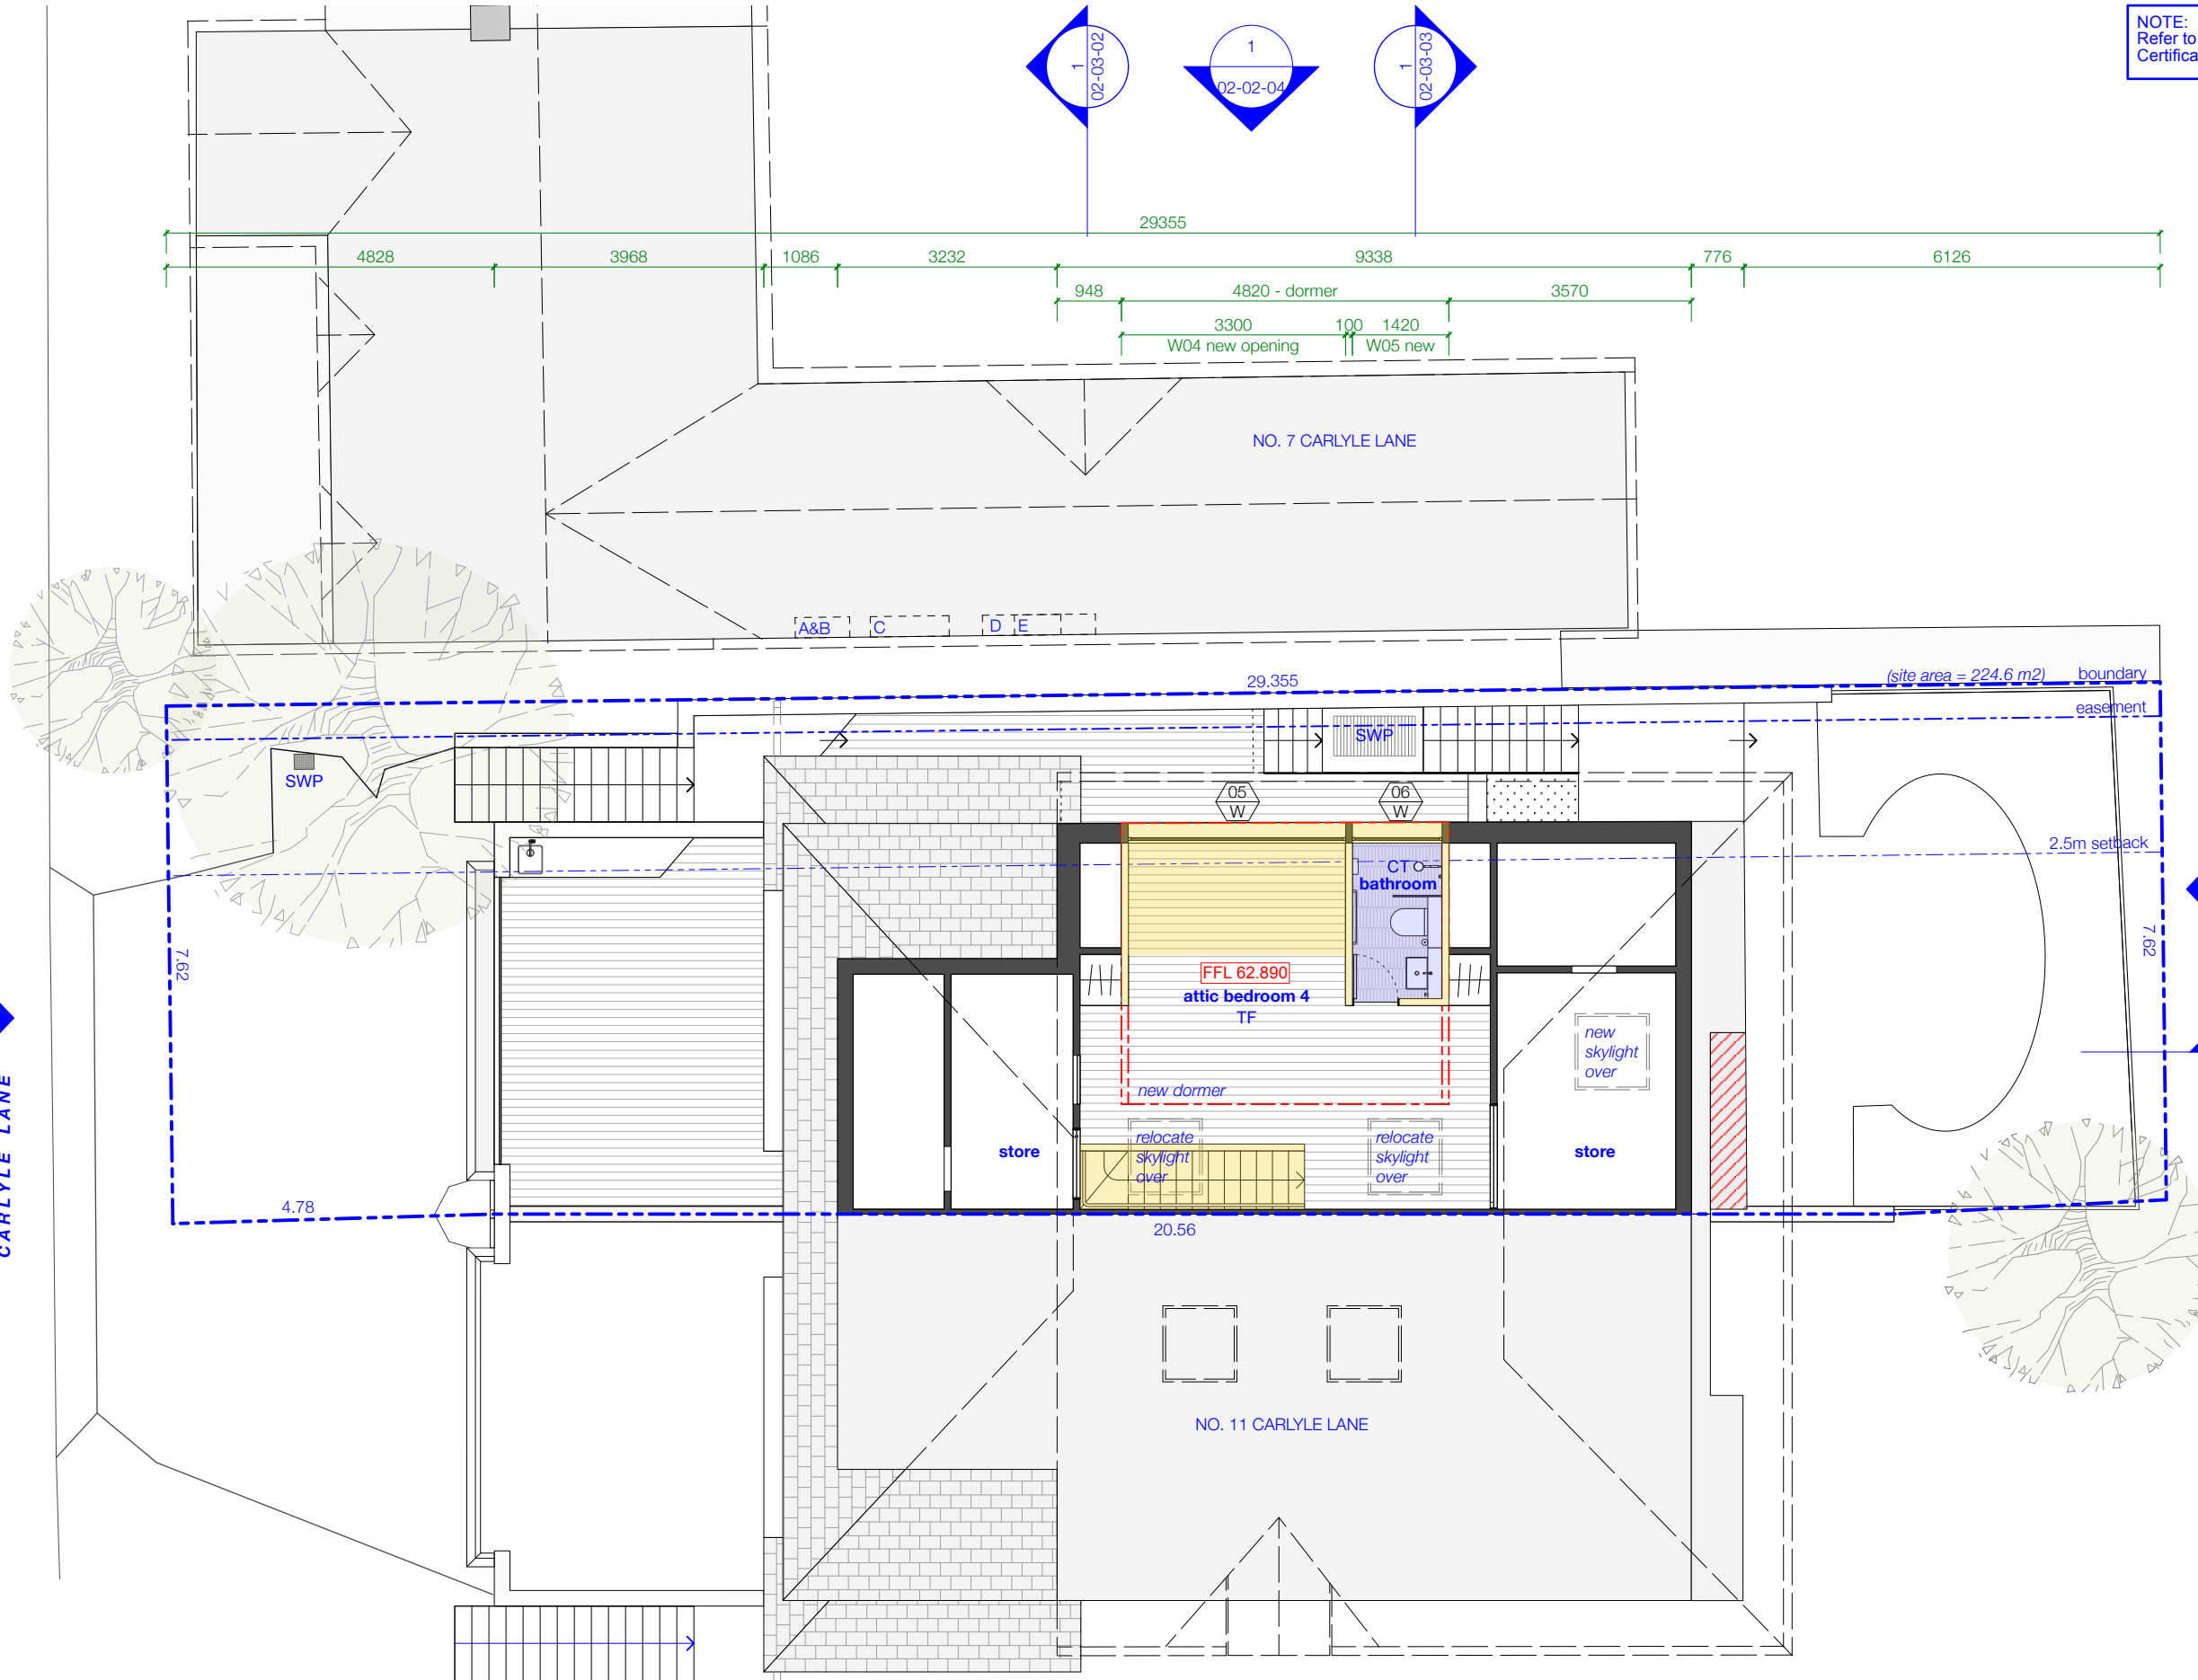 NOTE:
Refer to
Certifica
1
02-03-02
1
02-02-04
1
02-03-03
29355
4828
3968
1086
3232
9338
776
6126
948
4820 - dormer
3570
3300
100
1420
W04 new opening
W05 new
NO. 7 CARLYLE LANE
A&B
C
D
E
29.355
(site area = 224.6 m2)
boundary
easement
SWP
SWP
05
W
06
W
2.5m setback
CT
bathroom
7.62
7.62
FFL 62.890
attic bedroom 4
TF
new
skylight
over
new dormer
CARLYLE LANE
relocate
skylight
over
relocate
skylight
over
store
store
4.78
20.56
NO. 11 CARLYLE LANE